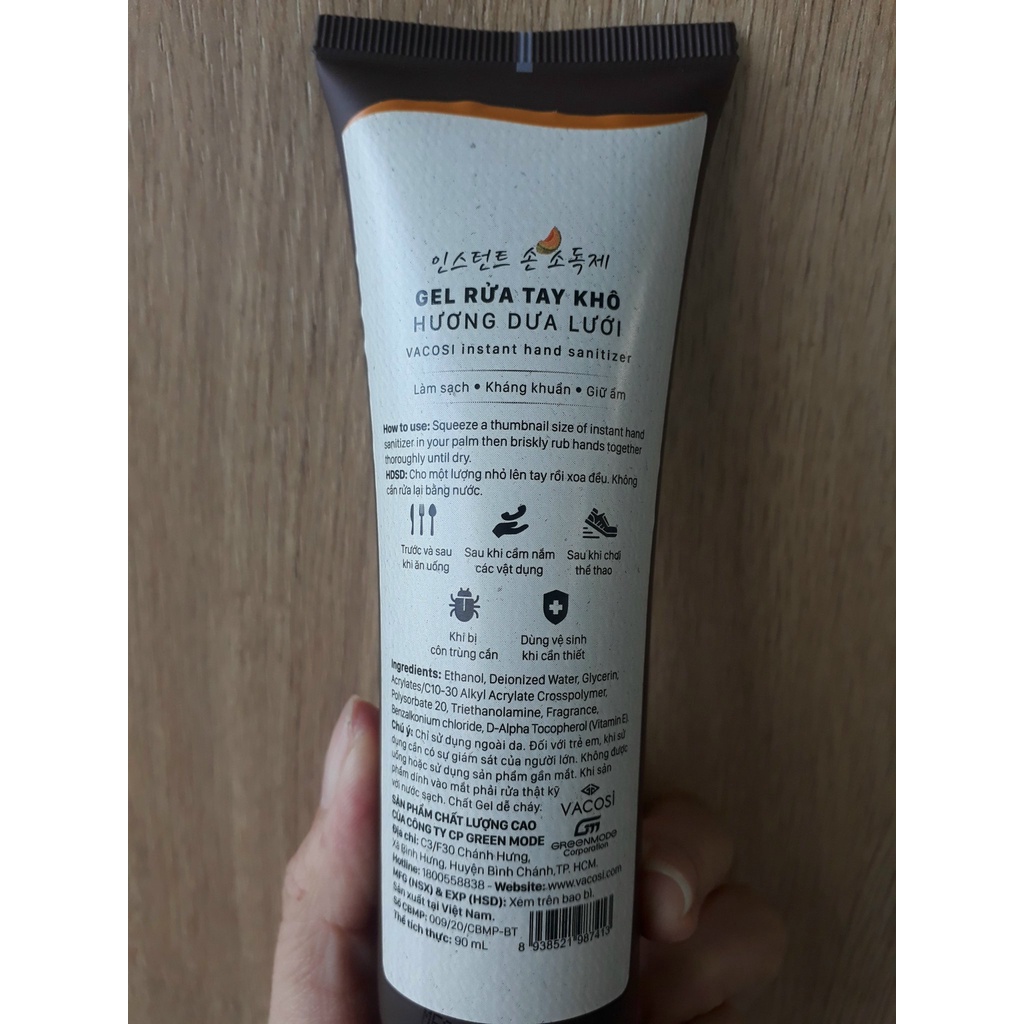 인스턴트 손 소독제
GEL RỬA TAY KHÔ
HƯƠNG DƯA LƯỚI
VACOSI instant hand sanitizer
Làm sạch • Kháng khuẩn • Giữ ẩm
How to use: Squeeze a thumbnail size of instant hand
sanitizer in your palm then briskly rub hands together
thoroughly until dry.
HDSD: Cho một lượng nhỏ lên tay rồi xoa đều. Không
cần rửa lại bằng nước.
Trước và sau
khi ăn uống
Sau khi cầm nắm
các vật dụng
Sau khi chơi
thể thao
Khi bị
côn trùng cắn
Dùng vệ sinh
khi cần thiết
Ingredients: Ethanol, Deionized Water, Glycerin,
Acrylates/C10-30 Alkyl Acrylate Crosspolymer,
Polysorbate 20, Triethanolamine, Fragrance,
Benzalkonium chloride, D-Alpha Tocopherol (Vitamin E).
Chú ý: Chỉ sử dụng ngoài da. Đối với trẻ em, khi sử
dụng cần có sự giám sát của người lớn. Không được
uống hoặc sử dụng sản phẩm gần mắt. Khi sản
phẩm dính vào mắt phải rửa thật kỹ
với nước sạch. Chất Gel dễ cháy.
VACOSI
SẢN PHẨM CHẤT LƯỢNG CAO
CỦA CÔNG TY CP GREEN MODE
GREENMODE
Corporation
Địa chỉ: C3/F30 Chánh Hưng,
Xã Bình Hưng, Huyện Bình Chánh,TP. HCM.
Hotline: 1800558838 - Website: www.vacosi.com
MFG (NSX) & EXP (HSD): Xem trên bao bì.
Sản xuất tại Việt Nam.
Số CBMP: 009/20/CBMP-BT
Thể tích thực: 90 mL
8 938521 987413